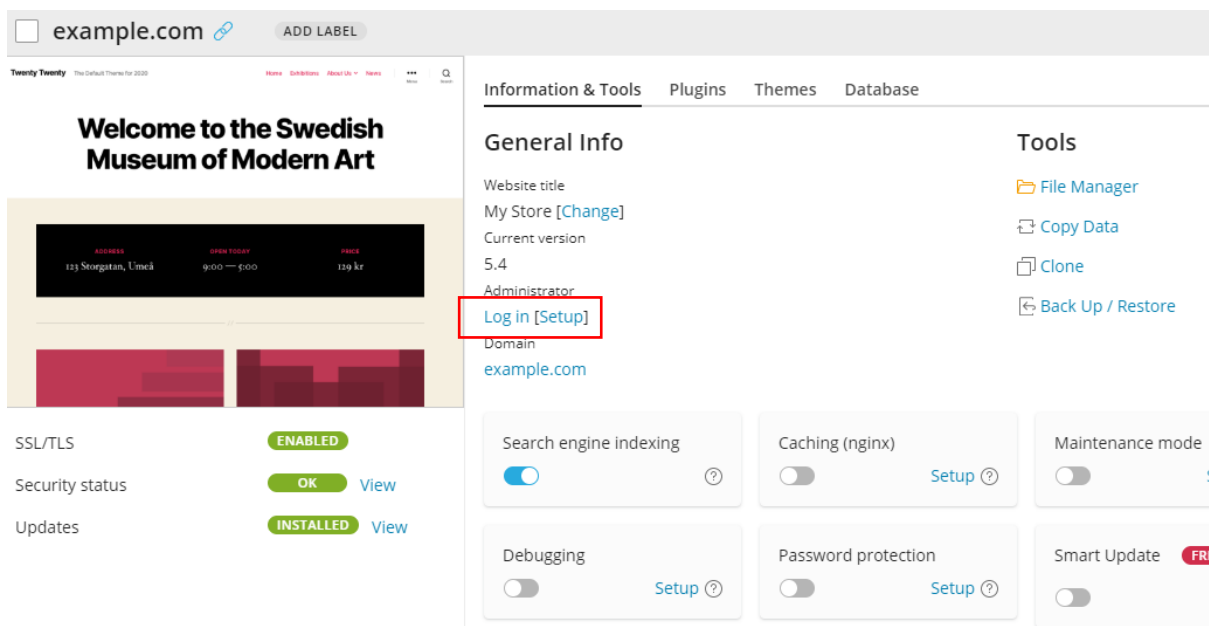 example.com ADD LABEL
Twenty Twenty The Default Theme for 2020 Home Exhibitions About Us News
Welcome to the Swedish
Museum of Modern Art
ADDRESS OPEN TODAY PRICE
123 Storgatan, Umeå 9:00 — 5:00 129 kr
SSL/TLS ENABLED
Security status OK View
Updates INSTALLED View
Information & Tools Plugins Themes Database
General Info
Website title
My Store [Change]
Current version
5.4
Administrator
Log in [Setup]
Domain
example.com
Tools
File Manager
Copy Data
Clone
Back Up / Restore
Search engine indexing
Caching (nginx)
Setup
Maintenance mode
Debugging
Setup
Password protection
Setup
Smart Update